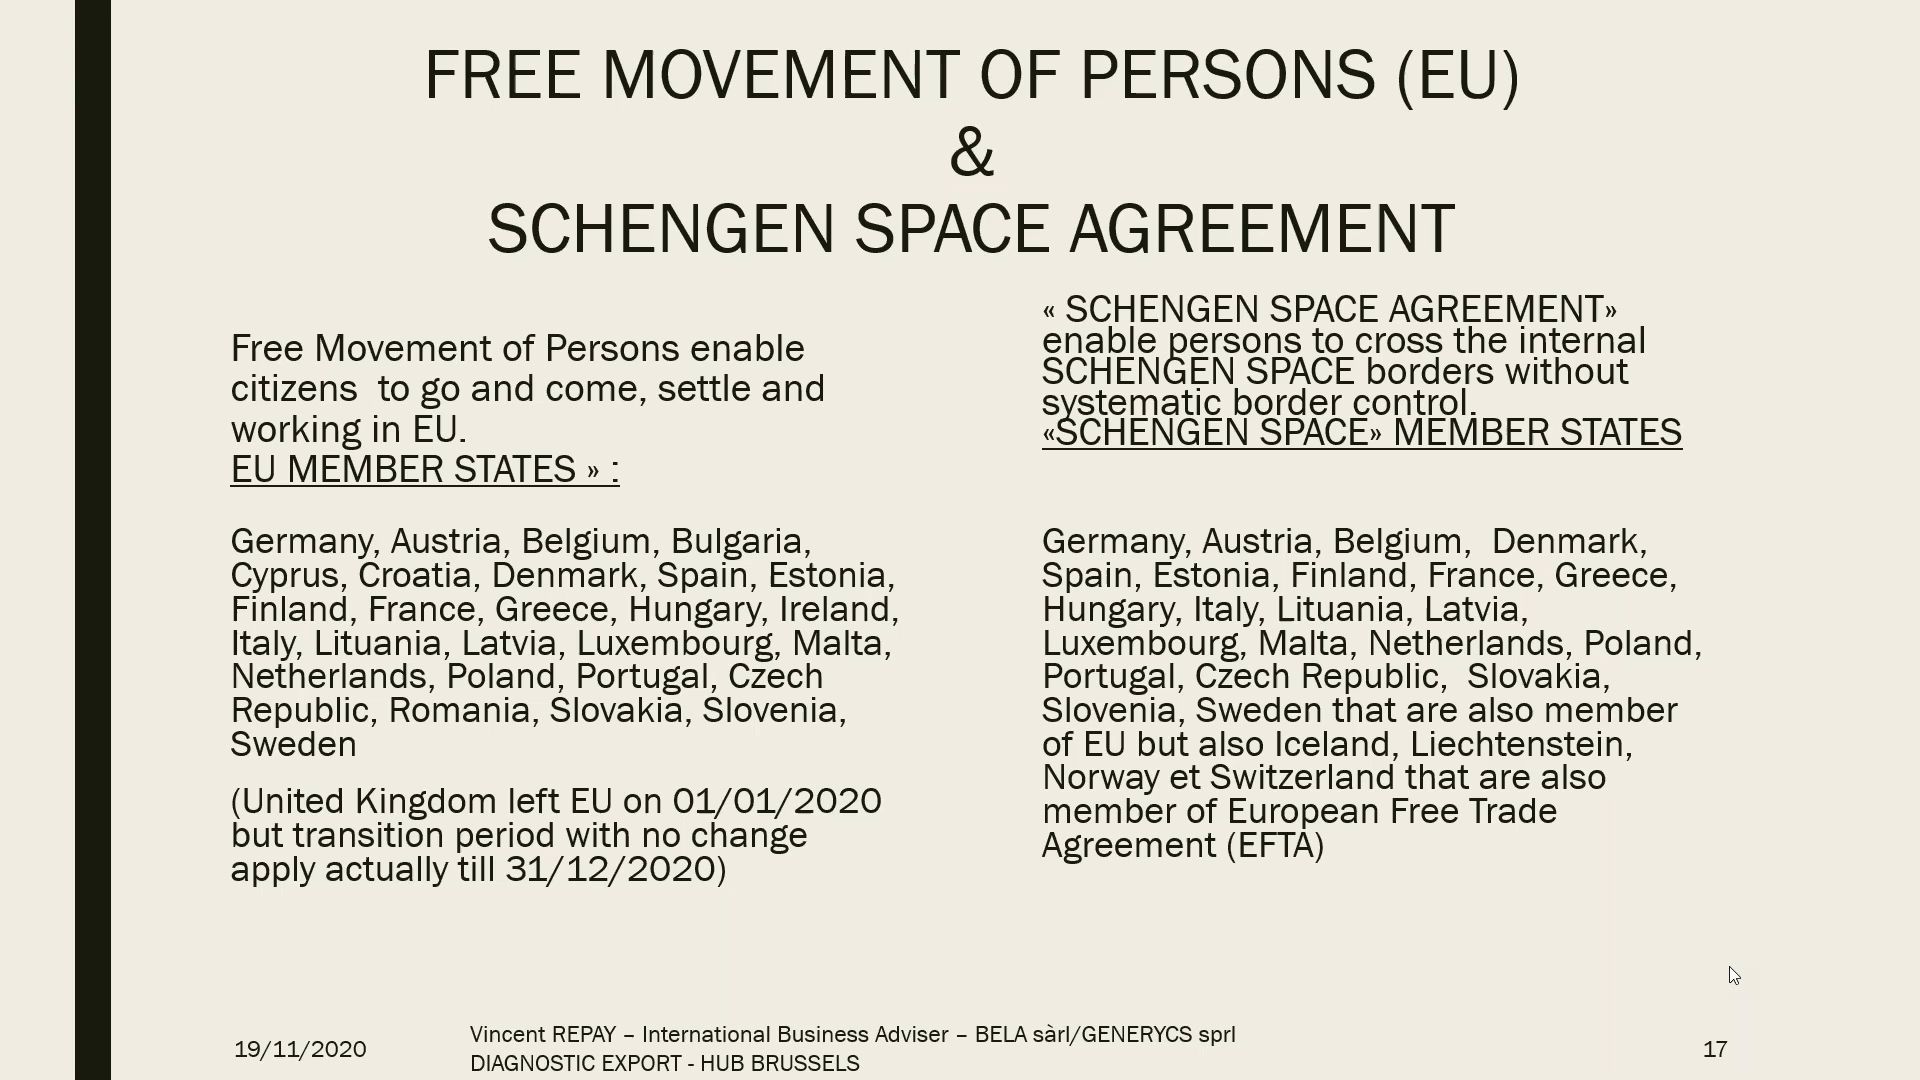 FREE MOVEMENT OF PERSONS (EU)
&
SCHENGEN SPACE AGREEMENT
Free Movement of Persons enable
citizens  to go and come, settle and
working in EU.
EU MEMBER STATES » :
Germany, Austria, Belgium, Bulgaria,
Cyprus, Croatia, Denmark, Spain, Estonia,
Finland, France, Greece, Hungary, Ireland,
Italy, Lituania, Latvia, Luxembourg, Malta,
Netherlands, Poland, Portugal, Czech
Republic, Romania, Slovakia, Slovenia,
Sweden
(United Kingdom left EU on 01/01/2020
but transition period with no change
apply actually till 31/12/2020)
« SCHENGEN SPACE AGREEMENT»
enable persons to cross the internal
SCHENGEN SPACE borders without
systematic border control.
«SCHENGEN SPACE» MEMBER STATES
Germany, Austria, Belgium,  Denmark,
Spain, Estonia, Finland, France, Greece,
Hungary, Italy, Lituania, Latvia,
Luxembourg, Malta, Netherlands, Poland,
Portugal, Czech Republic,  Slovakia,
Slovenia, Sweden that are also member
of EU but also Iceland, Liechtenstein,
Norway et Switzerland that are also
member of European Free Trade
Agreement (EFTA)
19/11/2020
Vincent REPAY – International Business Adviser – BELA sàrl/GENERYCS sprl
DIAGNOSTIC EXPORT - HUB BRUSSELS
17